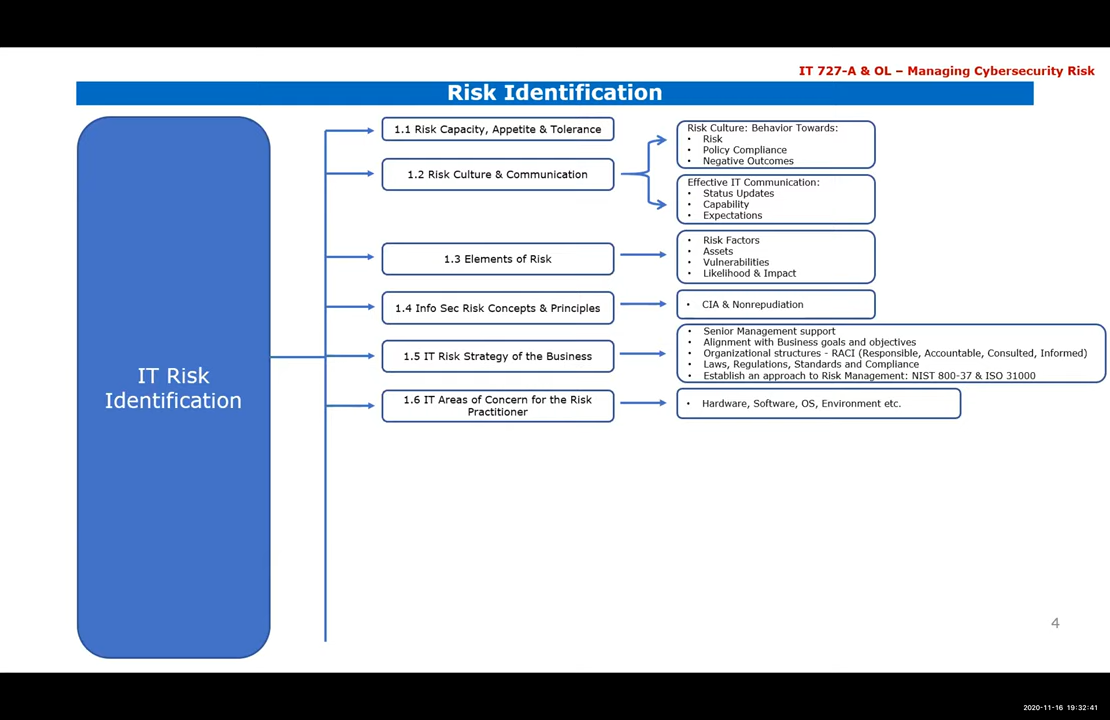 IT 727-A & OL – Managing Cybersecurity Risk
Risk Identification
IT Risk
Identification
1.1 Risk Capacity, Appetite & Tolerance
1.2 Risk Culture & Communication
Risk Culture: Behavior Towards:
• Risk
• Policy Compliance
• Negative Outcomes
Effective IT Communication:
• Status Updates
• Capability
• Expectations
1.3 Elements of Risk
• Risk Factors
• Assets
• Vulnerabilities
• Likelihood & Impact
1.4 Info Sec Risk Concepts & Principles
• CIA & Nonrepudiation
1.5 IT Risk Strategy of the Business
• Senior Management support
• Alignment with Business goals and objectives
• Organizational structures - RACI (Responsible, Accountable, Consulted, Informed)
• Laws, Regulations, Standards and Compliance
• Establish an approach to Risk Management: NIST 800-37 & ISO 31000
1.6 IT Areas of Concern for the Risk
Practitioner
• Hardware, Software, OS, Environment etc.
4
2020-11-16 19:32:41